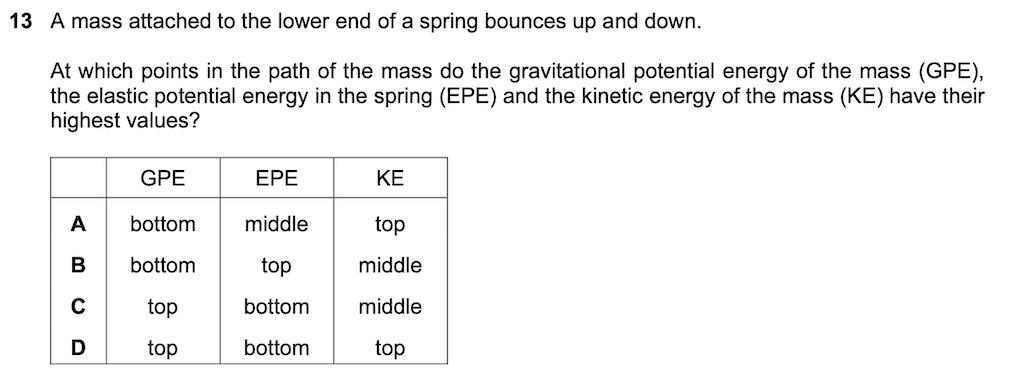 13 A mass attached to the lower end of a spring bounces up and down.
At which points in the path of the mass do the gravitational potential energy of the mass (GPE),
the elastic potential energy in the spring (EPE) and the kinetic energy of the mass (KE) have their
highest values?
GPE EPE KE
A bottom middle top
B bottom top middle
C top bottom middle
D top bottom top